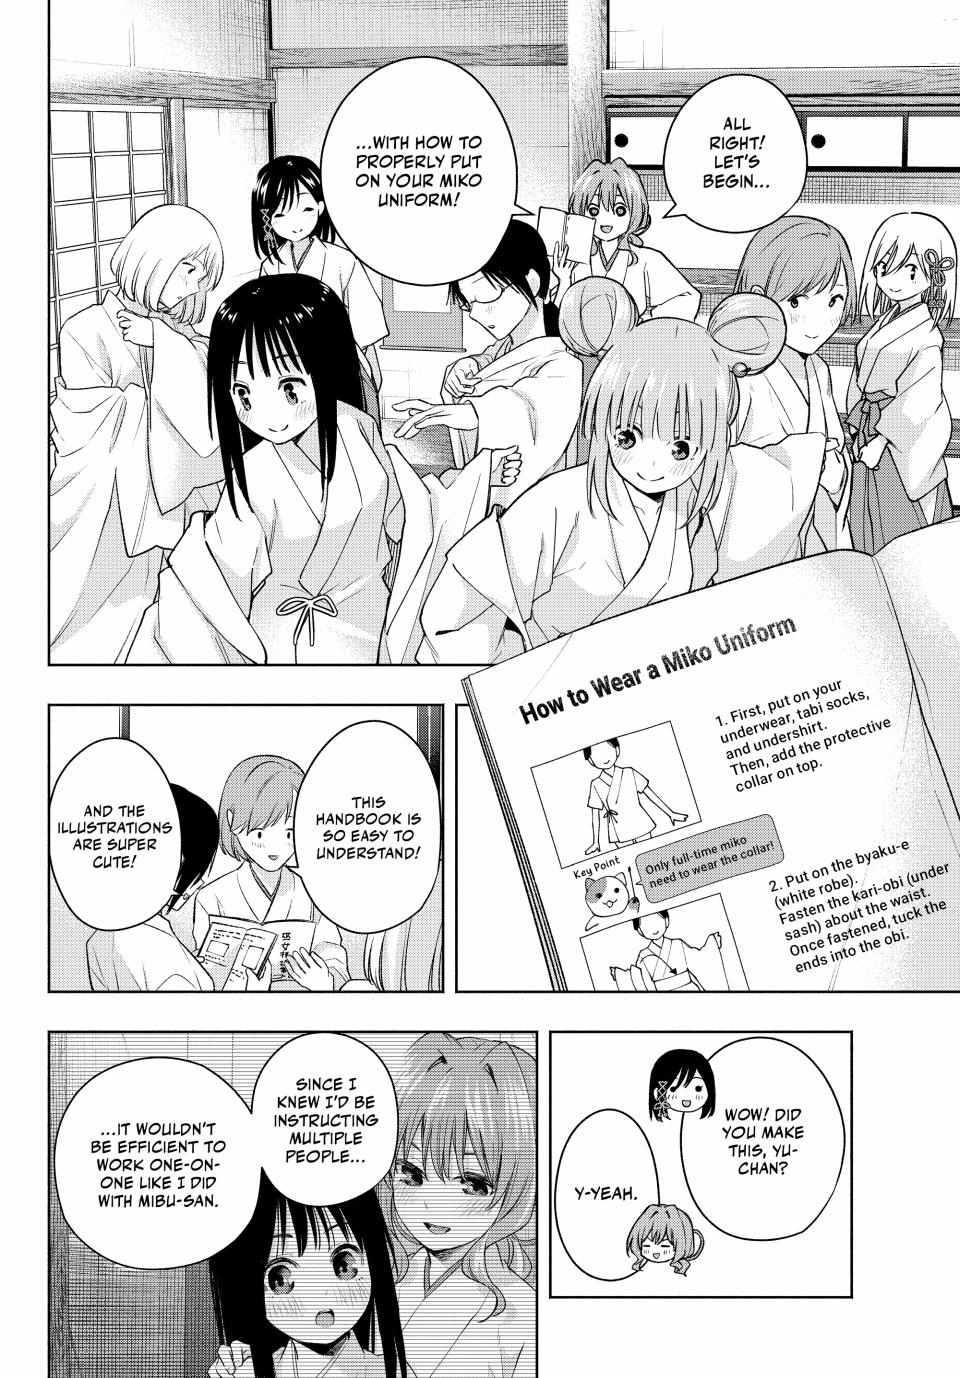 ALL
RIGHT!
LET'S
BEGIN...
...WITH HOW TO
PROPERLY PUT
ON YOUR MIKO
UNIFORM!
How to Wear a Miko Uniform
1. First, put on your
underwear, tabi socks,
and undershirt.
Then, add the protective
collar on top.
Key Point
Only full-time miko
need to wear the collar!
2. Put on the byaku-e
(white robe).
Fasten the kari-obi (under
sash) about the waist.
Once fastened, tuck the
ends into the obi.
THIS
HANDBOOK IS
SO EASY TO
UNDERSTAND!
AND THE
ILLUSTRATIONS
ARE SUPER
CUTE!
WOW! DID
YOU MAKE
THIS, YU-
CHAN?
Y-YEAH.
SINCE I
KNEW I'D BE
INSTRUCTING
MULTIPLE
PEOPLE...
...IT WOULDN'T
BE EFFICIENT TO
WORK ONE-ON-
ONE LIKE I DID
WITH MIBU-SAN.